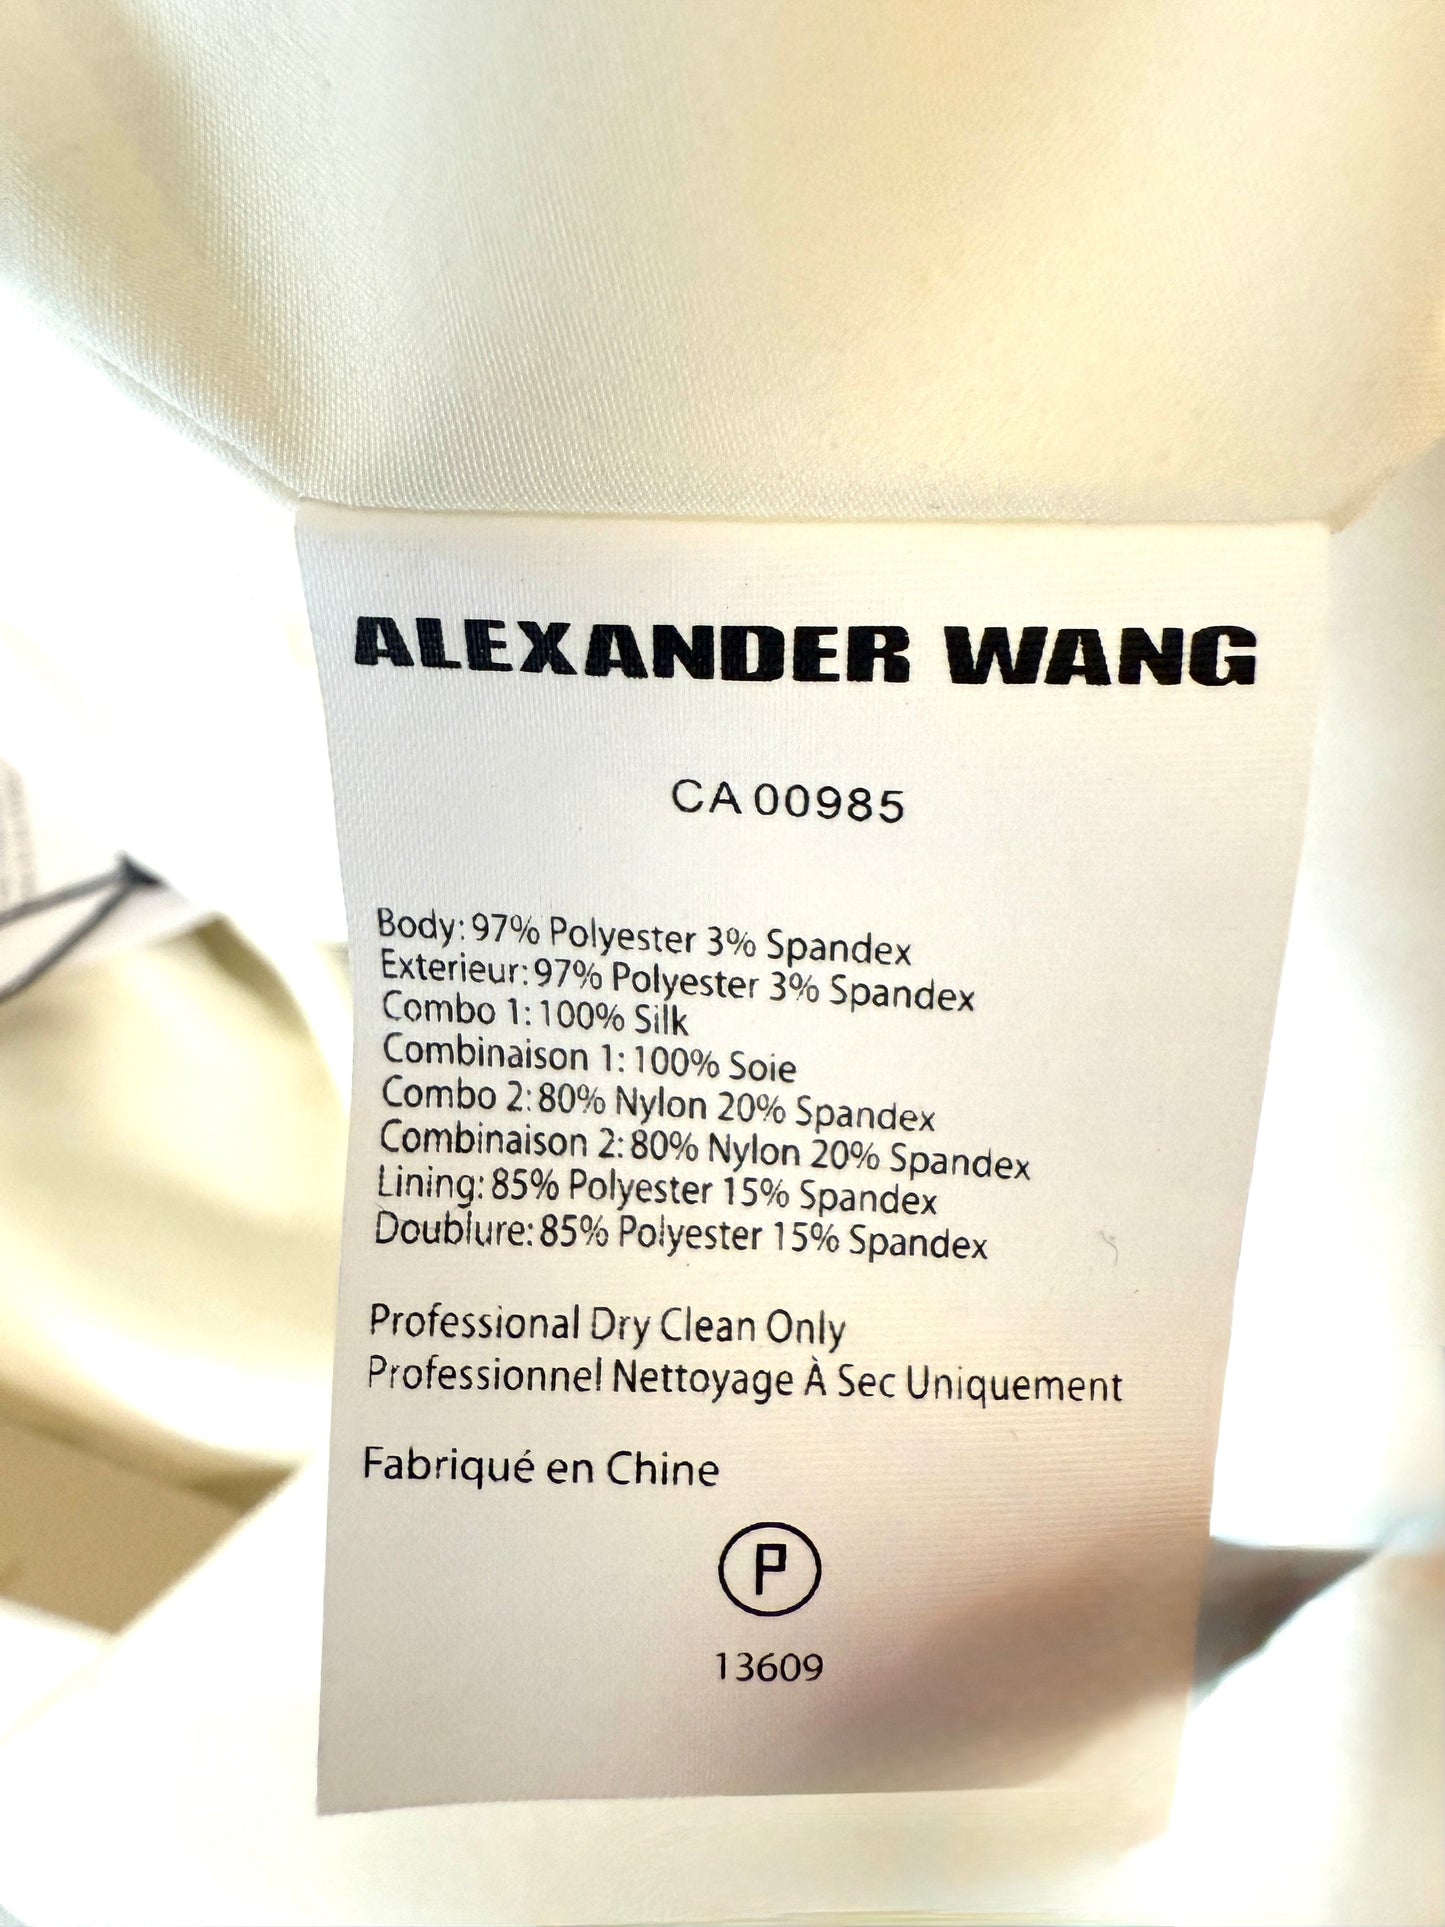 ALEXANDER WANG
CA 00985
Body: 97% Polyester 3% Spandex
Exterieur: 97% Polyester 3% Spandex
Combo 1: 100% Silk
Combinaison 1: 100% Soie
Combo 2: 80% Nylon 20% Spandex
Combinaison 2: 80% Nylon 20% Spandex
Lining: 85% Polyester 15% Spandex
Doublure: 85% Polyester 15% Spandex
Professional Dry Clean Only
Professionnel Nettoyage À Sec Uniquement
Fabriqué en Chine
P
13609